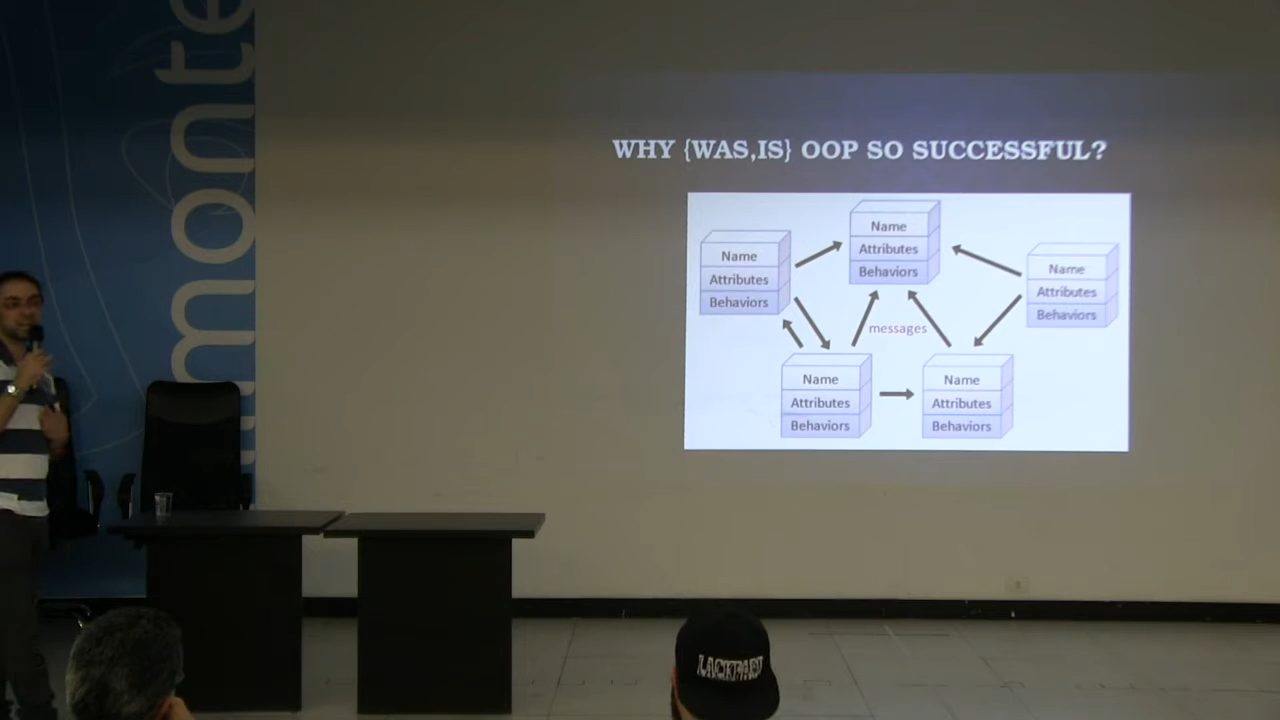 monte
WHY {WAS,IS} OOP SO SUCCESSFUL?
Name
Attributes
Behaviors
Name
Attributes
Behaviors
Name
Attributes
Behaviors
messages
Name
Attributes
Behaviors
Name
Attributes
Behaviors